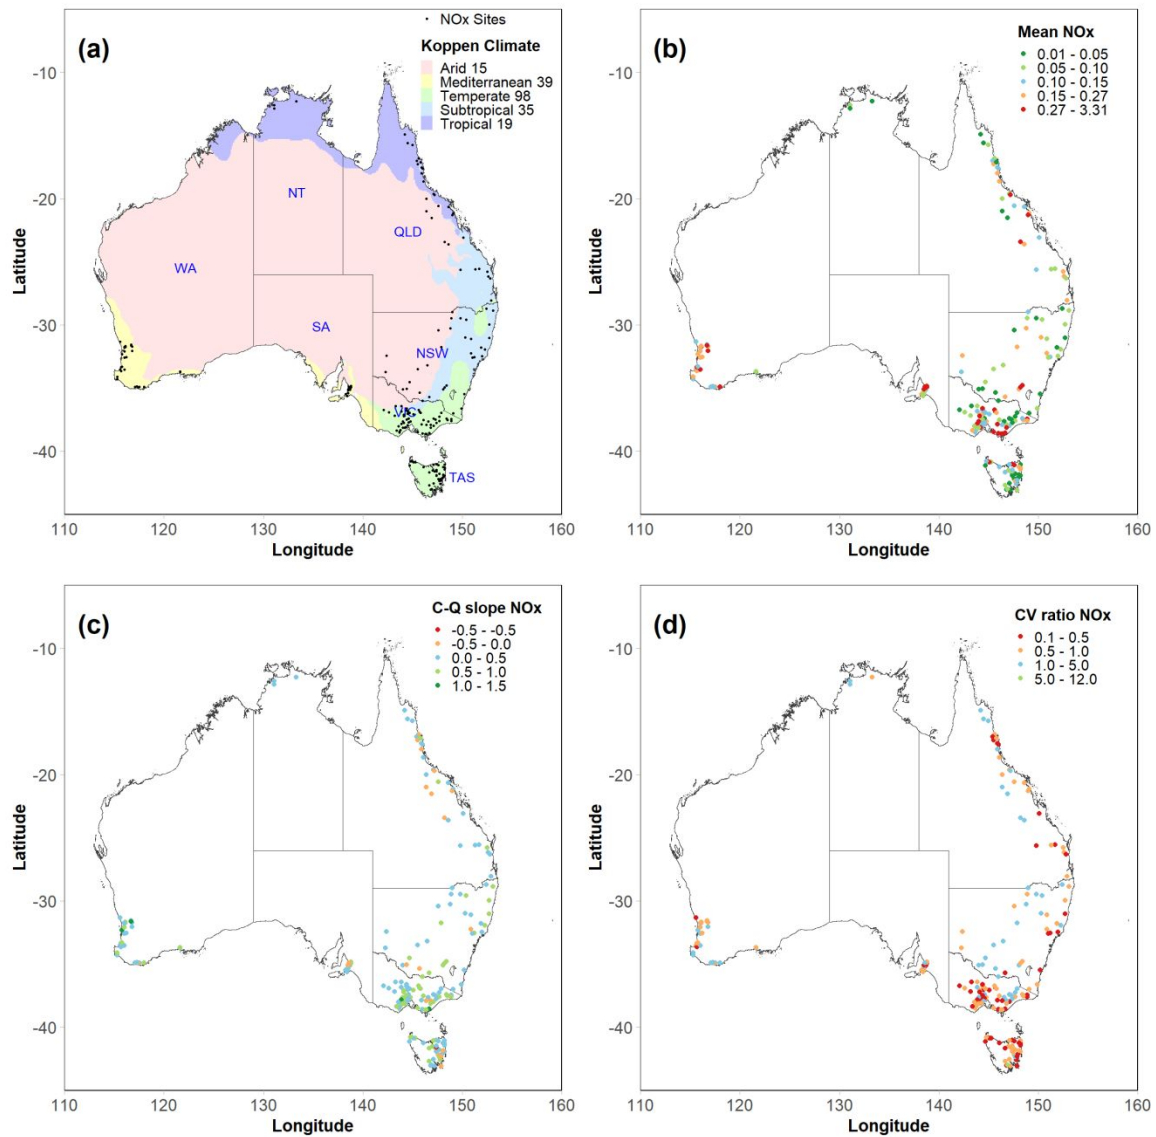 (a)
NOx Sites
Koppen Climate
Arid 15
Mediterranean 39
Temperate 98
Subtropical 35
Tropical 19
-10
-20
-30
-40
Latitude
NT
QLD
WA
SA
NSW
TAS
110 120 130 140 150 160
Longitude
(b)
Mean NOx
0.01 - 0.05
0.05 - 0.10
0.10 - 0.15
0.15 - 0.27
0.27 - 3.31
-10
-20
-30
-40
Latitude
110 120 130 140 150 160
Longitude
(c)
C-Q slope NOx
-0.5 - -0.5
-0.5 - 0.0
0.0 - 0.5
0.5 - 1.0
1.0 - 1.5
-10
-20
-30
-40
Latitude
110 120 130 140 150 160
Longitude
(d)
CV ratio NOx
0.1 - 0.5
0.5 - 1.0
1.0 - 5.0
5.0 - 12.0
-10
-20
-30
-40
Latitude
110 120 130 140 150 160
Longitude